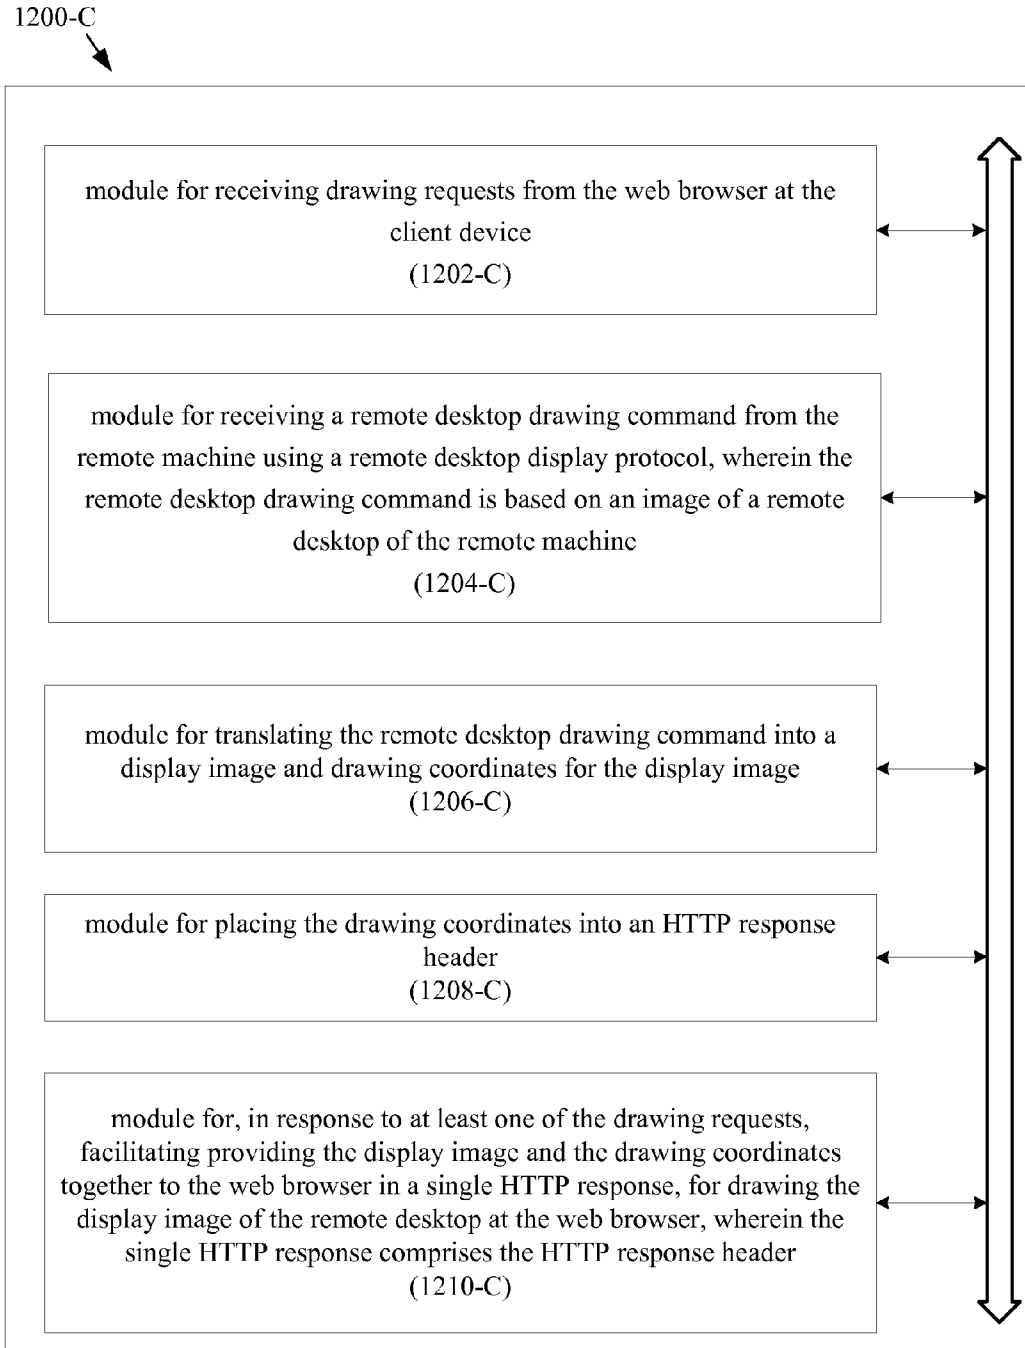 1200-C
module for receiving drawing requests from the web browser at the
client device
(1202-C)
module for receiving a remote desktop drawing command from the
remote machine using a remote desktop display protocol, wherein the
remote desktop drawing command is based on an image of a remote
desktop of the remote machine
(1204-C)
module for translating the remote desktop drawing command into a
display image and drawing coordinates for the display image
(1206-C)
module for placing the drawing coordinates into an HTTP response
header
(1208-C)
module for, in response to at least one of the drawing requests,
facilitating providing the display image and the drawing coordinates
together to the web browser in a single HTTP response, for drawing the
display image of the remote desktop at the web browser, wherein the
single HTTP response comprises the HTTP response header
(1210-C)